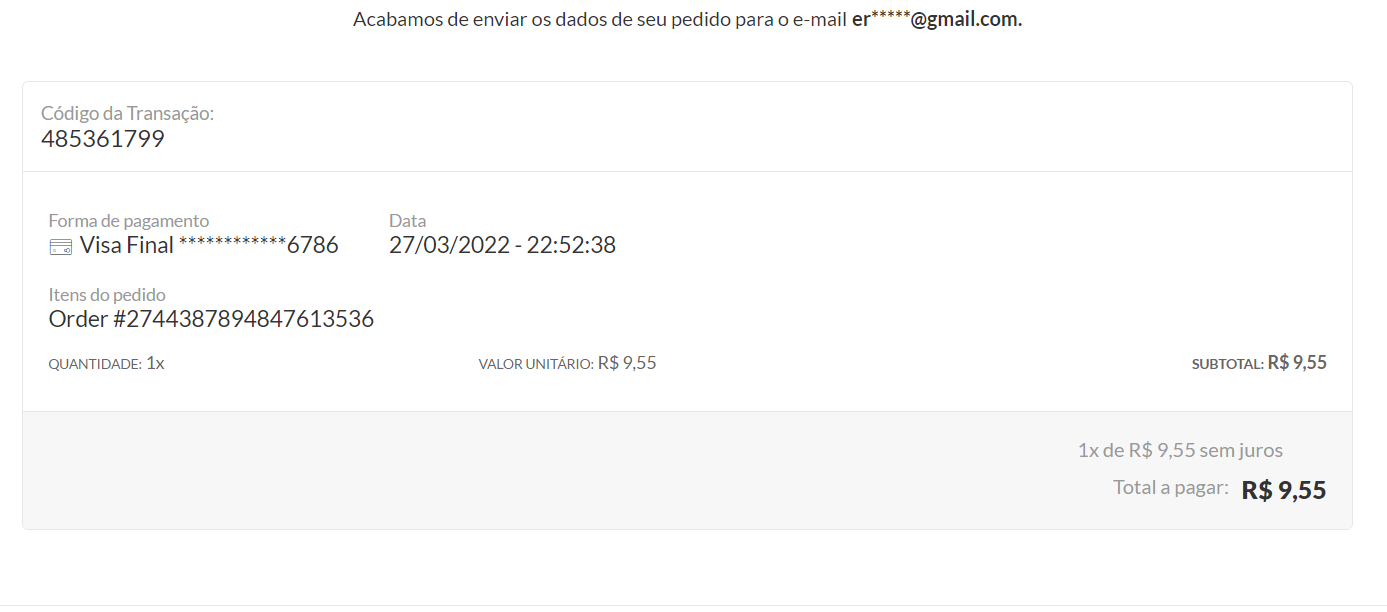 Acabamos de enviar os dados de seu pedido para o e-mail er*****@gmail.com.
Código da Transação:
485361799
Forma de pagamento
Visa Final ************6786
Data
27/03/2022 - 22:52:38
Itens do pedido
Order #2744387894847613536
QUANTIDADE: 1x
VALOR UNITÁRIO: R$ 9,55
SUBTOTAL: R$ 9,55
1x de R$ 9,55 sem juros
Total a pagar: R$ 9,55